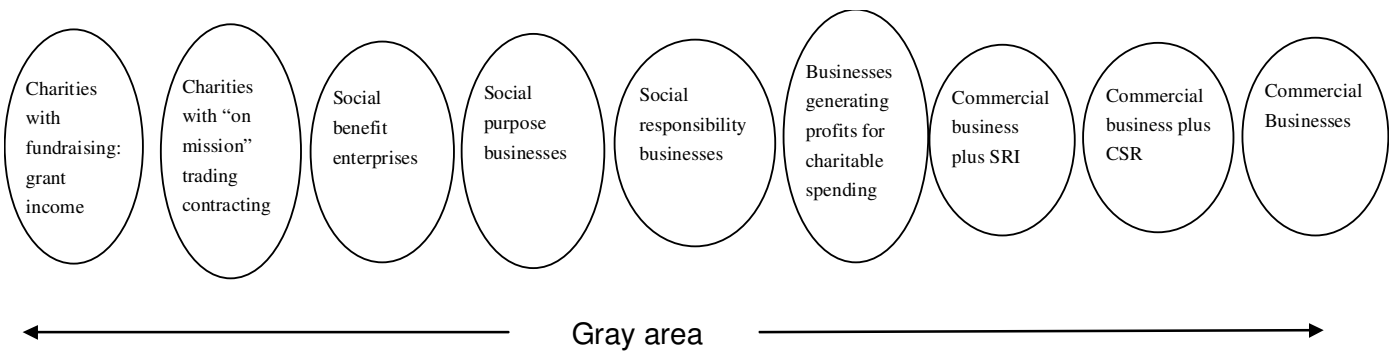 Charities
with
fundraising:
grant
income
Charities
with “on
mission”
trading
contracting
Social
benefit
enterprises
Social
purpose
businesses
Social
responsibility
businesses
Businesses
generating
profits for
charitable
spending
Commercial
business
plus SRI
Commercial
business plus
CSR
Commercial
Businesses
Gray area